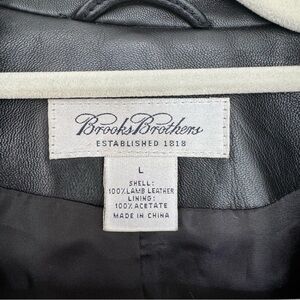 Brooks Brothers
ESTABLISHED 1818
L
SHELL:
100% LAMB LEATHER
LINING:
100% ACETATE
MADE IN CHINA